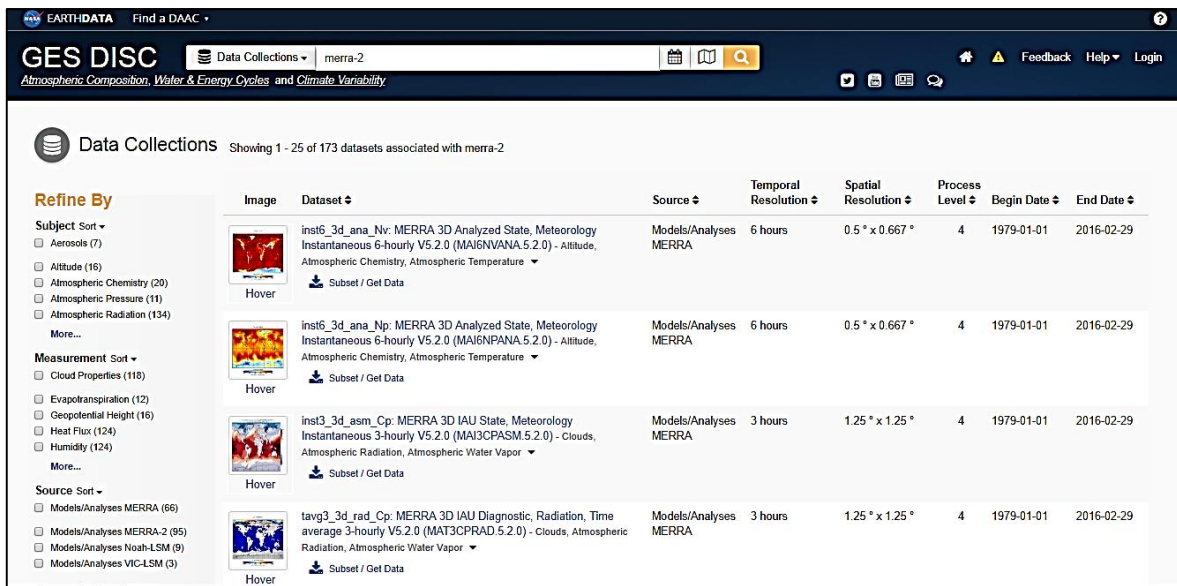 NASA EARTHDATA Find a DAAC
GES DISC Data Collections merra-2
Atmospheric Composition, Water & Energy Cycles and Climate Variability
Feedback Help Login
Data Collections Showing 1 - 25 of 173 datasets associated with merra-2
Refine By
Subject Sort
Aerosols (7)
Altitude (16)
Atmospheric Chemistry (20)
Atmospheric Pressure (11)
Atmospheric Radiation (134)
More...
Measurement Sort
Cloud Properties (118)
Evapotranspiration (12)
Geopotential Height (16)
Heat Flux (124)
Humidity (124)
More...
Source Sort
Models/Analyses MERRA (66)
Models/Analyses MERRA-2 (95)
Models/Analyses Noah-LSM (9)
Models/Analyses VIC-LSM (3)
Image Dataset Source Temporal Resolution Spatial Resolution Process Level Begin Date End Date
inst6_3d_ana_Nv: MERRA 3D Analyzed State, Meteorology Models/Analyses 6 hours 0.5 ° x 0.667 ° 4 1979-01-01 2016-02-29
Instantaneous 6-hourly V5.2.0 (MAI6NVANA.5.2.0) - Altitude, MERRA
Atmospheric Chemistry, Atmospheric Temperature
Subset / Get Data
Hover
inst6_3d_ana_Np: MERRA 3D Analyzed State, Meteorology Models/Analyses 6 hours 0.5 ° x 0.667 ° 4 1979-01-01 2016-02-29
Instantaneous 6-hourly V5.2.0 (MAI6NPANA.5.2.0) - Altitude, MERRA
Atmospheric Chemistry, Atmospheric Temperature
Subset / Get Data
Hover
inst3_3d_asm_Cp: MERRA 3D IAU State, Meteorology Models/Analyses 3 hours 1.25 ° x 1.25 ° 4 1979-01-01 2016-02-29
Instantaneous 3-hourly V5.2.0 (MAI3CPASM.5.2.0) - Clouds, MERRA
Atmospheric Radiation, Atmospheric Water Vapor
Subset / Get Data
Hover
tavg3_3d_rad_Cp: MERRA 3D IAU Diagnostic, Radiation, Time Models/Analyses 3 hours 1.25 ° x 1.25 ° 4 1979-01-01 2016-02-29
average 3-hourly V5.2.0 (MAT3CPRAD.5.2.0) - Clouds, Atmospheric MERRA
Radiation, Atmospheric Water Vapor
Subset / Get Data
Hover